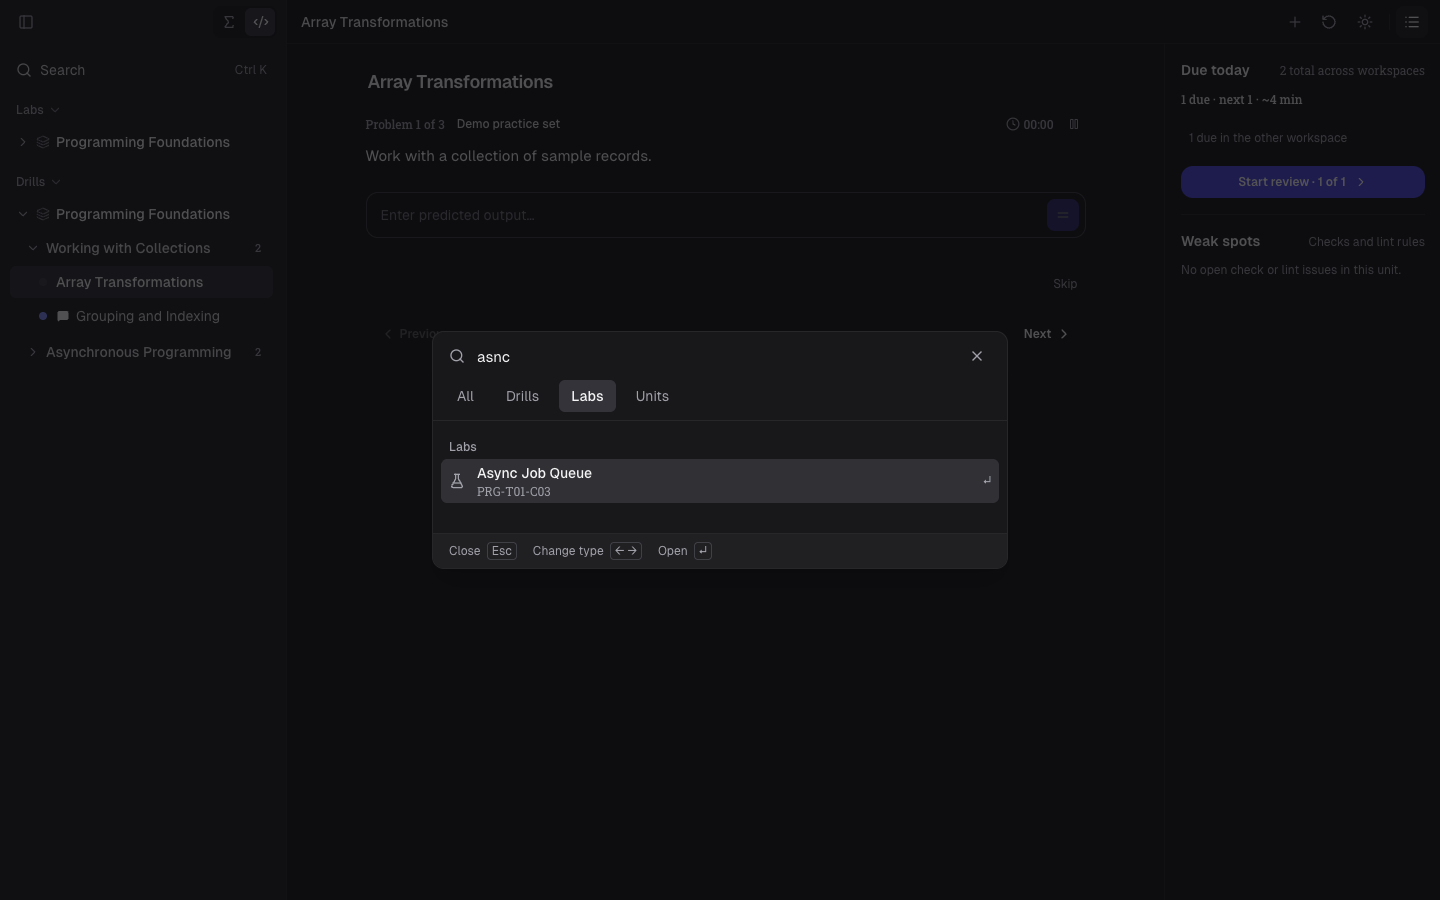 Array Transformations
Search
Ctrl K
Labs
Programming Foundations
Drills
Programming Foundations
Working with Collections 2
Array Transformations
Grouping and Indexing
Asynchronous Programming 2
Array Transformations
Problem 1 of 3 Demo practice set 00:00
Work with a collection of sample records.
Enter predicted output...
Skip
Next
asnc
All Drills Labs Units
Labs
Async Job Queue
PRG-T01-C03
Close Esc Change type ← → Open ↵
Due today 2 total across workspaces
1 due · next 1 · ~4 min
1 due in the other workspace
Start review · 1 of 1
Weak spots Checks and lint rules
No open check or lint issues in this unit.